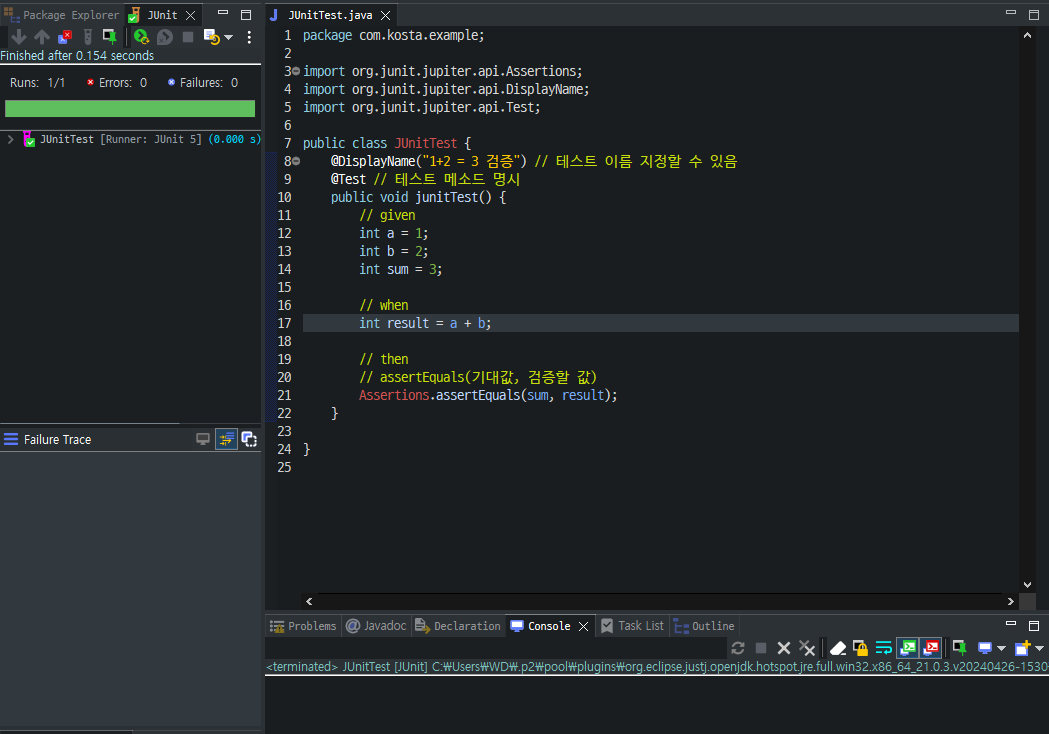 Package Explorer
JUnit
Finished after 0.154 seconds
Runs: 1/1
Errors: 0
Failures: 0
JUnitTest [Runner: JUnit 5] (0.000 s)
Failure Trace
JUnitTest.java
1 package com.kosta.example;
2
3 import org.junit.jupiter.api.Assertions;
4 import org.junit.jupiter.api.DisplayName;
5 import org.junit.jupiter.api.Test;
6
7 public class JUnitTest {
8 @DisplayName("1+2 = 3 검증") // 테스트 이름 지정할 수 있음
9 @Test // 테스트 메소드 명시
10 public void junitTest() {
11 // given
12 int a = 1;
13 int b = 2;
14 int sum = 3;
15
16 // when
17 int result = a + b;
18
19 // then
20 // assertEquals(기대값, 검증할 값)
21 Assertions.assertEquals(sum, result);
22 }
23
24 }
25
Problems
Javadoc
Declaration
Console
Task List
Outline
<terminated> JUnitTest [JUnit] C:₩Users₩WD₩.p2₩pool₩plugins₩org.eclipse.justj.openjdk.hotspot.jre.full.win32.x86_64_21.0.3.v20240426-1530